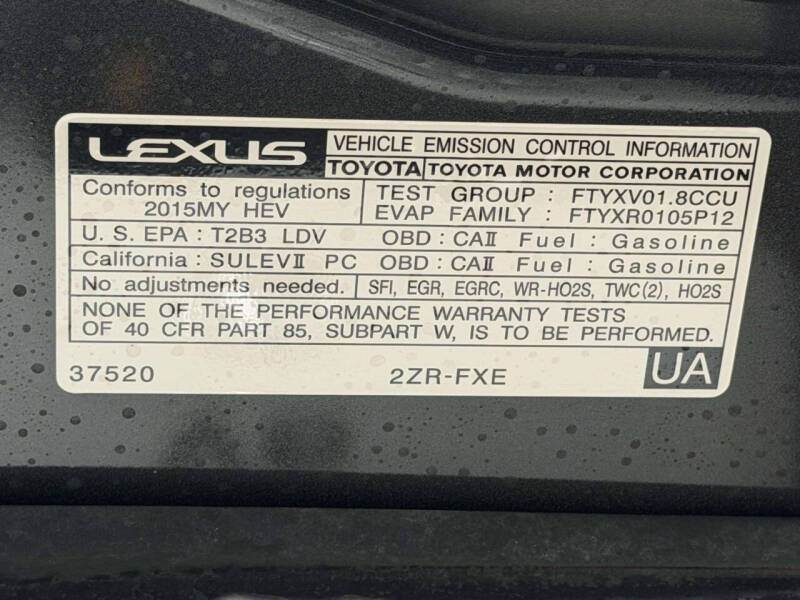 LEXUS VEHICLE EMISSION CONTROL INFORMATION
TOYOTA TOYOTA MOTOR CORPORATION
Conforms to regulations TEST GROUP : FTYXV01.8CCU
2015MY HEV EVAP FAMILY : FTYXR0105P12
U. S. EPA : T2B3 LDV OBD : CAⅡ Fuel : Gasoline
California : SULEVⅡ PC OBD : CAⅡ Fuel : Gasoline
No adjustments needed. SFI, EGR, EGRC, WR-HO2S, TWC(2), HO2S
NONE OF THE PERFORMANCE WARRANTY TESTS
OF 40 CFR PART 85, SUBPART W, IS TO BE PERFORMED.
37520 2ZR-FXE UA